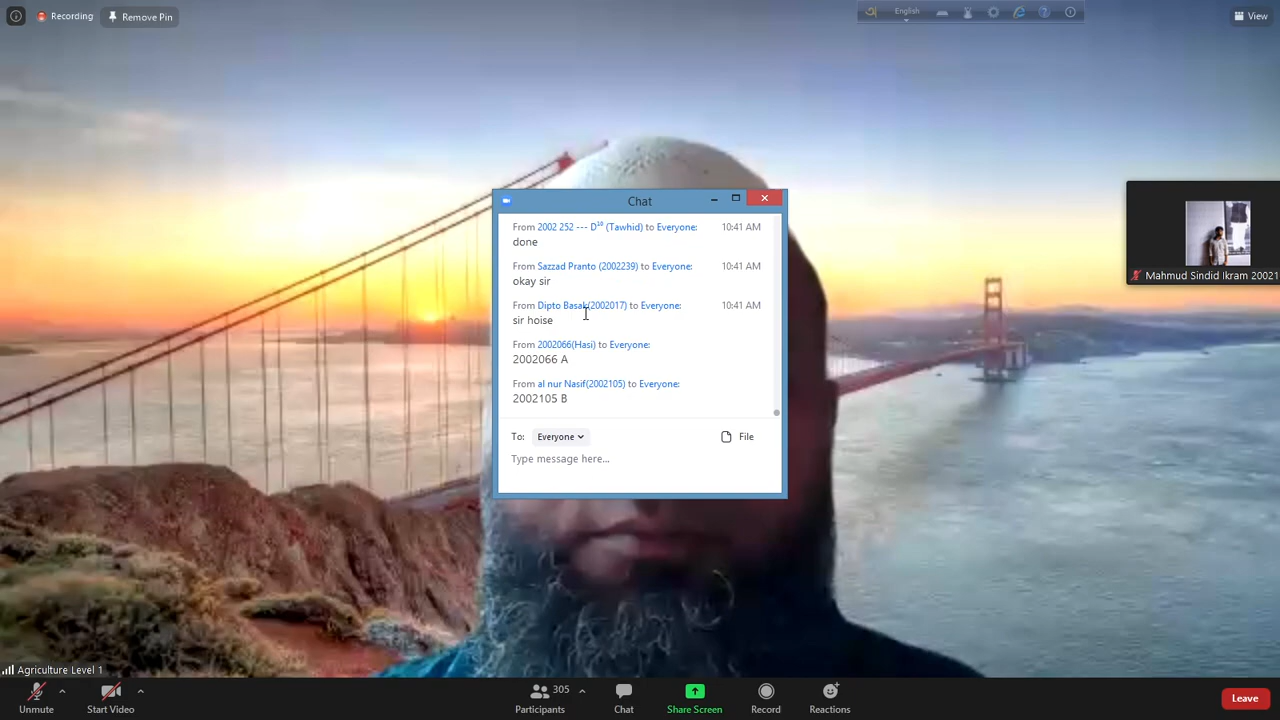 Recording
Remove Pin
English
View
Chat
From 2002 252 --- D¹⁰ (Tawhid) to Everyone: 10:41 AM
done
From Sazzad Pranto (2002239) to Everyone: 10:41 AM
okay sir
From Dipto Basak(2002017) to Everyone: 10:41 AM
sir hoise
From 2002066(Hasi) to Everyone:
2002066 A
From al nur Nasif(2002105) to Everyone:
2002105 B
To: Everyone
File
Type message here...
Mahmud Sindid Ikram 20021
Agriculture Level 1
Unmute
Start Video
305
Participants
Chat
Share Screen
Record
Reactions
Leave